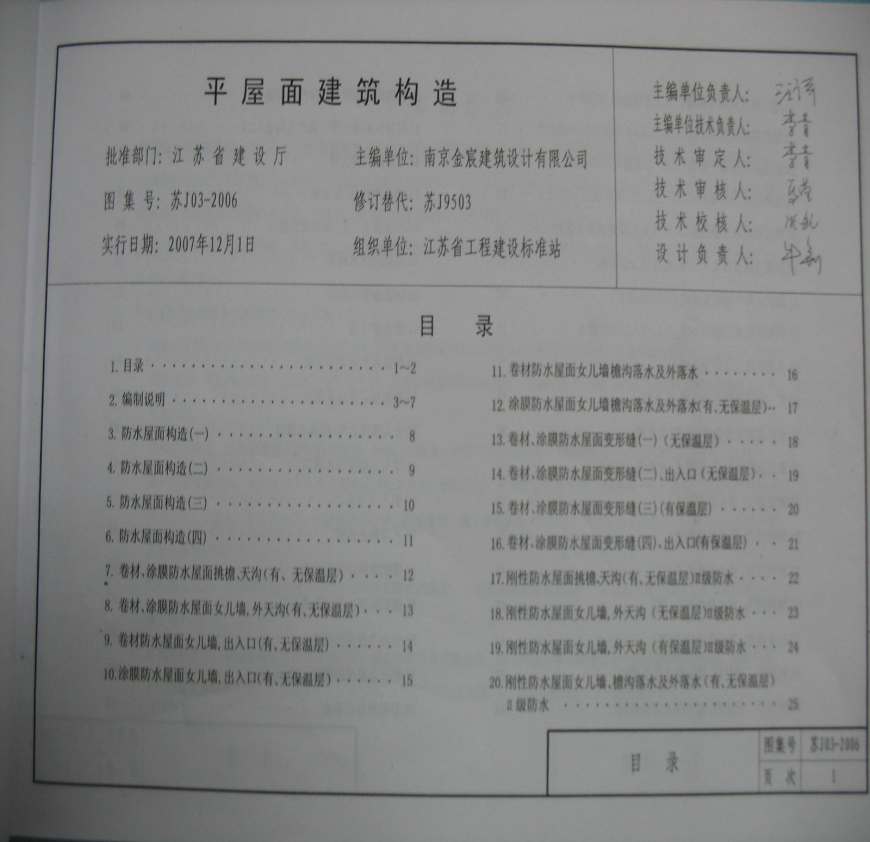 平屋面建筑构造
批准部门：江苏省建设厅
主编单位：南京金宸建筑设计有限公司
图集号：苏J03-2006
修订替代：苏J9503
实行日期：2007年12月1日
组织单位：江苏省工程建设标准站
主编单位负责人：
主编单位技术负责人：
技术审定人：
技术审核人：
技术校核人：
设计负责人：
目 录
1. 目录 ······················ 1~2
2. 编制说明 ···················· 3~7
3. 防水屋面构造(一) ················ 8
4. 防水屋面构造(二) ················ 9
5. 防水屋面构造(三) ················ 10
6. 防水屋面构造(四) ················ 11
7. 卷材、涂膜防水屋面挑檐、天沟(有、无保温层) ···· 12
8. 卷材、涂膜防水屋面女儿墙,外天沟(有、无保温层) ··· 13
9. 卷材防水屋面女儿墙,出入口(有、无保温层) ······ 14
10.涂膜防水屋面女儿墙,出入口(有、无保温层) ······ 15
11. 卷材防水屋面女儿墙檐沟落水及外落水 ········ 16
12. 涂膜防水屋面女儿墙檐沟落水及外落水(有、无保温层)·· 17
13. 卷材、涂膜防水屋面变形缝(一)(无保温层) ····· 18
14. 卷材、涂膜防水屋面变形缝(二)、出入口(无保温层) ·· 19
15. 卷材、涂膜防水屋面变形缝(三)(有保温层) ······ 20
16. 卷材、涂膜防水屋面变形缝(四)、出入口(有保温层) ·· 21
17.刚性防水屋面挑檐、天沟(有、无保温层)Ⅲ级防水 ···· 22
18.刚性防水屋面女儿墙,外天沟(无保温层)Ⅲ级防水 ··· 23
19.刚性防水屋面女儿墙,外天沟(有保温层)Ⅲ级防水 ··· 24
20.刚性防水屋面女儿墙、檐沟落水及外落水(有、无保温层)
Ⅱ级防水 ······················ 25
目 录
图集号 苏J03-2006
页 次 1